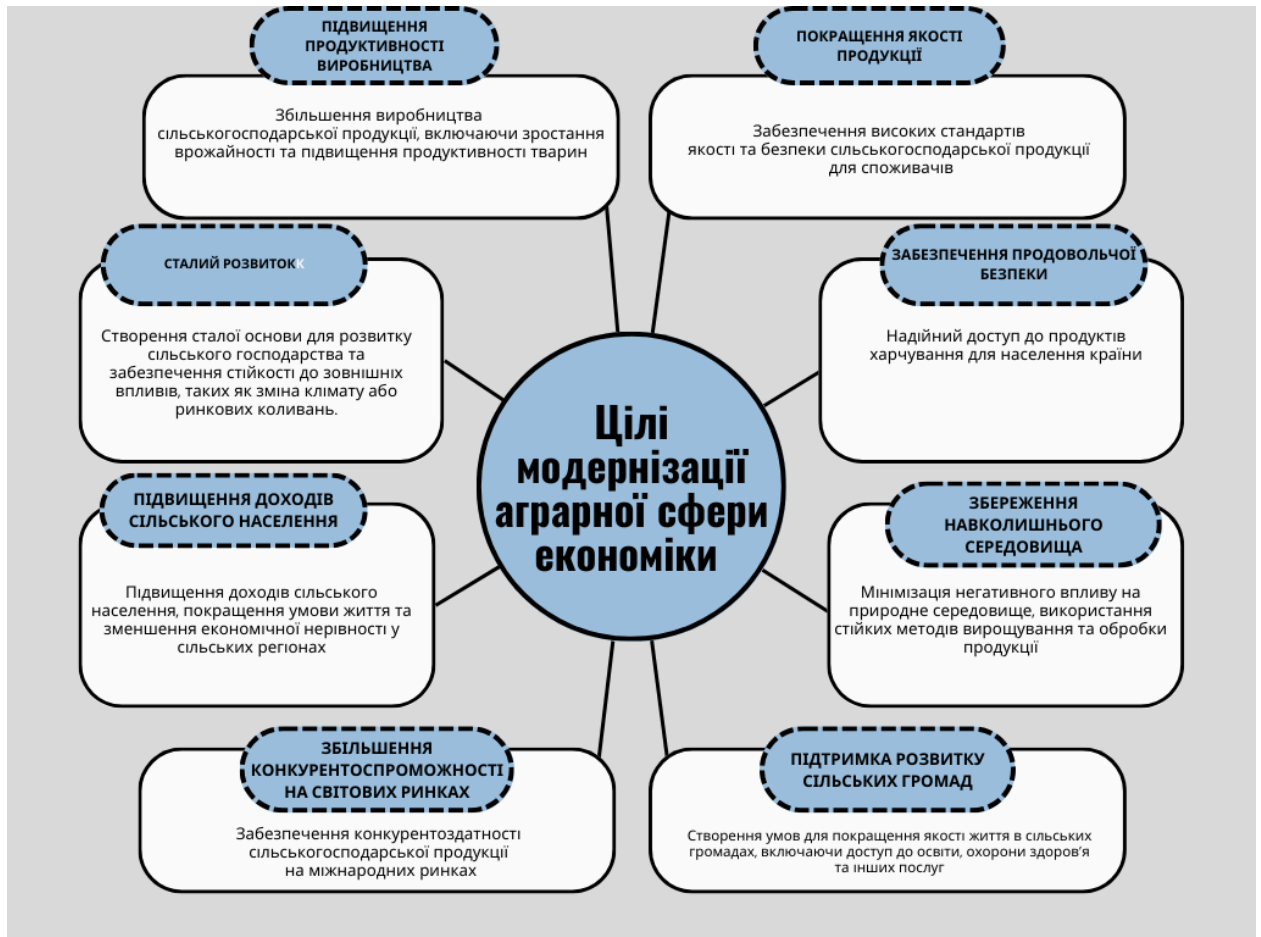 ПІДВИЩЕННЯ
ПРОДУКТИВНОСТІ
ВИРОБНИЦТВА
Збільшення виробництва
сільськогосподарської продукції, включаючи зростання
врожайності та підвищення продуктивності тварин
ПОКРАЩЕННЯ ЯКОСТІ
ПРОДУКЦІЇ
Забезпечення високих стандартів
якості та безпеки сільськогосподарської продукції
для споживачів
СТАЛИЙ РОЗВИТОКК
Створення сталої основи для розвитку
сільського господарства та
забезпечення стійкості до зовнішніх
впливів, таких як зміна клімату або
ринкових коливань.
ЗАБЕЗПЕЧЕННЯ ПРОДОВОЛЬЧОЇ
БЕЗПЕКИ
Надійний доступ до продуктів
харчування для населення країни
Цілі
модернізації
аграрної сфери
економіки
ПІДВИЩЕННЯ ДОХОДІВ
СІЛЬСЬКОГО НАСЕЛЕННЯ
Підвищення доходів сільського
населення, покращення умови життя та
зменшення економічної нерівності у
сільських регіонах
ЗБЕРЕЖЕННЯ
НАВКОЛИШНЬОГО
СЕРЕДОВИЩА
Мінімізація негативного впливу на
природне середовище, використання
стійких методів вирощування та обробки
продукції
ЗБІЛЬШЕННЯ
КОНКУРЕНТОСПРОМОЖНОСТІ
НА СВІТОВИХ РИНКАХ
Забезпечення конкурентоздатності
сільськогосподарської продукції
на міжнародних ринках
ПІДТРИМКА РОЗВИТКУ
СІЛЬСЬКИХ ГРОМАД
Створення умов для покращення якості життя в сільських
громадах, включаючи доступ до освіти, охорони здоров'я
та інших послуг